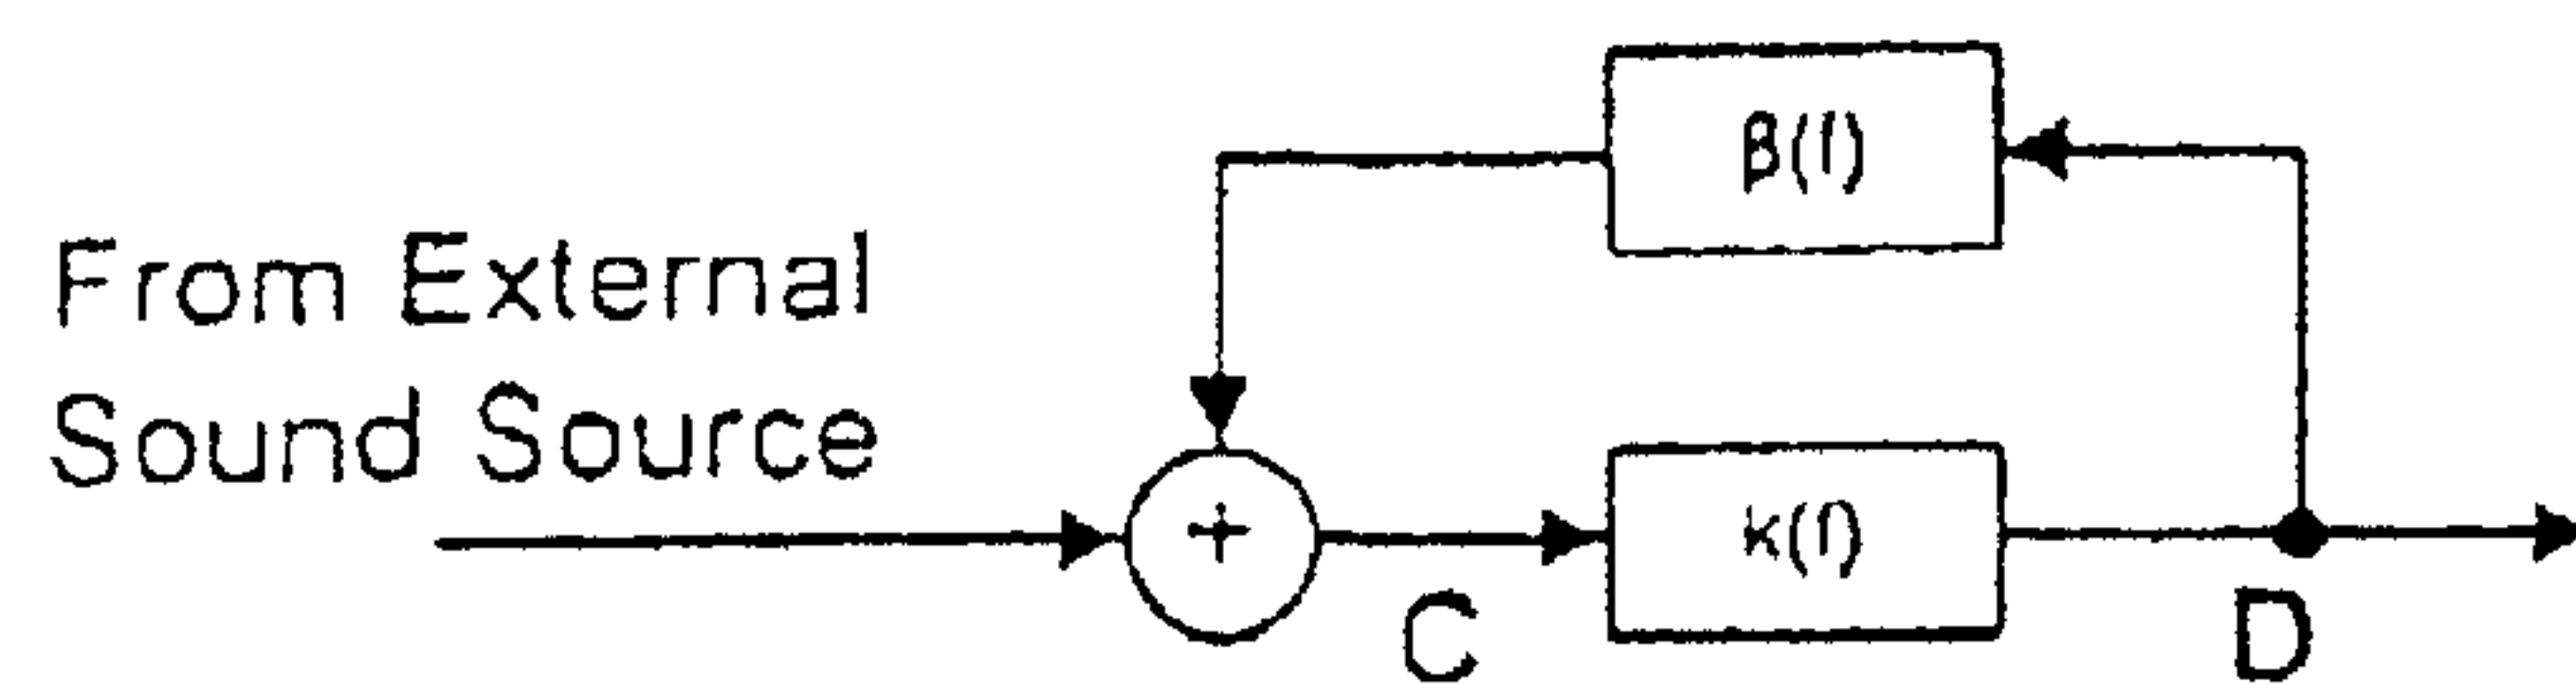 β(f)
From External
Sound Source
+
k(f)
C
D